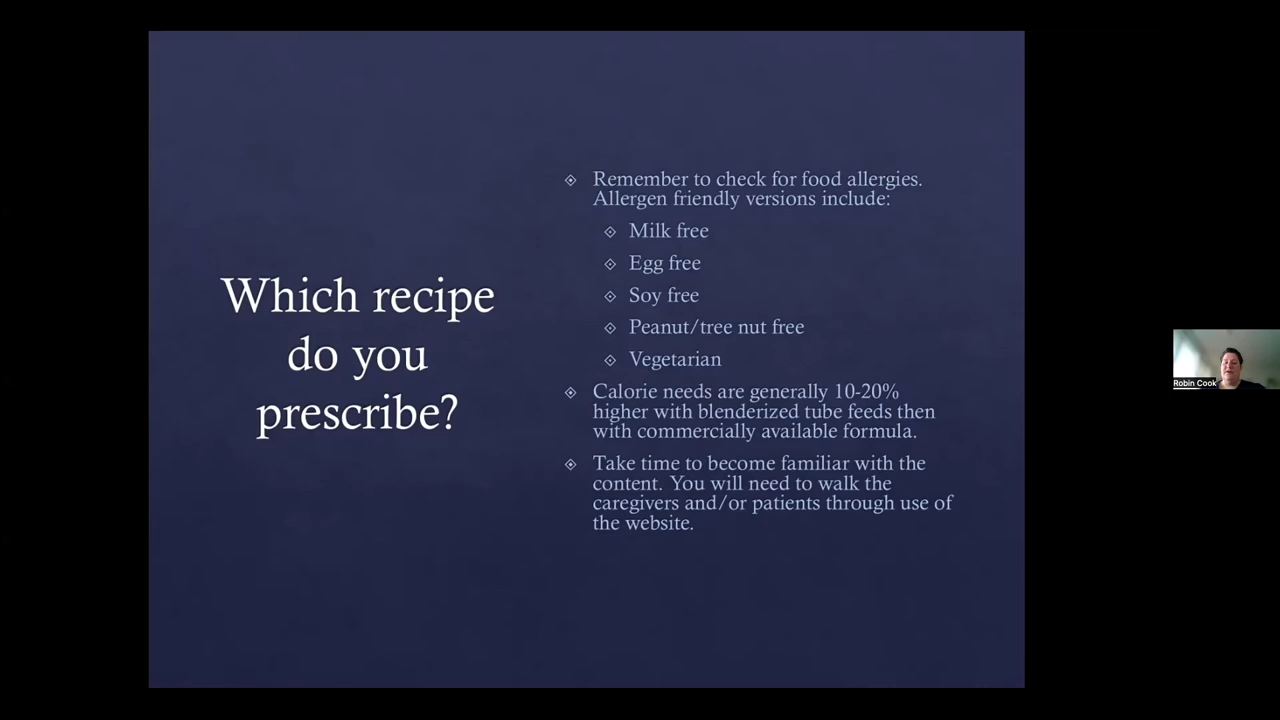 Which recipe
do you
prescribe?
Remember to check for food allergies.
Allergen friendly versions include:
Milk free
Egg free
Soy free
Peanut/tree nut free
Vegetarian
Calorie needs are generally 10-20%
higher with blenderized tube feeds then
with commercially available formula.
Take time to become familiar with the
content. You will need to walk the
caregivers and/or patients through use of
the website.
Robin Cook